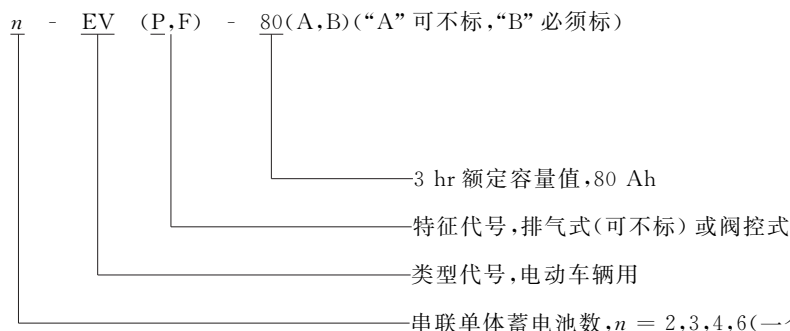 n - EV (P,F) - 80(A,B)(“A”可不标,“B”必须标)
3 hr 额定容量值,80 Ah
特征代号,排气式(可不标)或阀控式
类型代号,电动车辆用
串联单体蓄电池数,n = 2,3,4,6(一